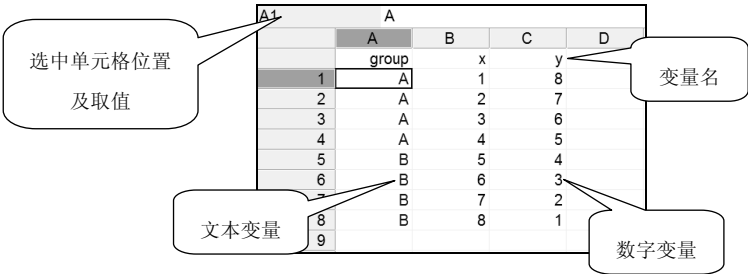 A1 A
A B C D
group x y
1 A 1 8
2 A 2 7
3 A 3 6
4 A 4 5
5 B 5 4
6 B 6 3
B 7 2
8 B 8 1
9
选中单元格位置
及取值
变量名
文本变量
数字变量